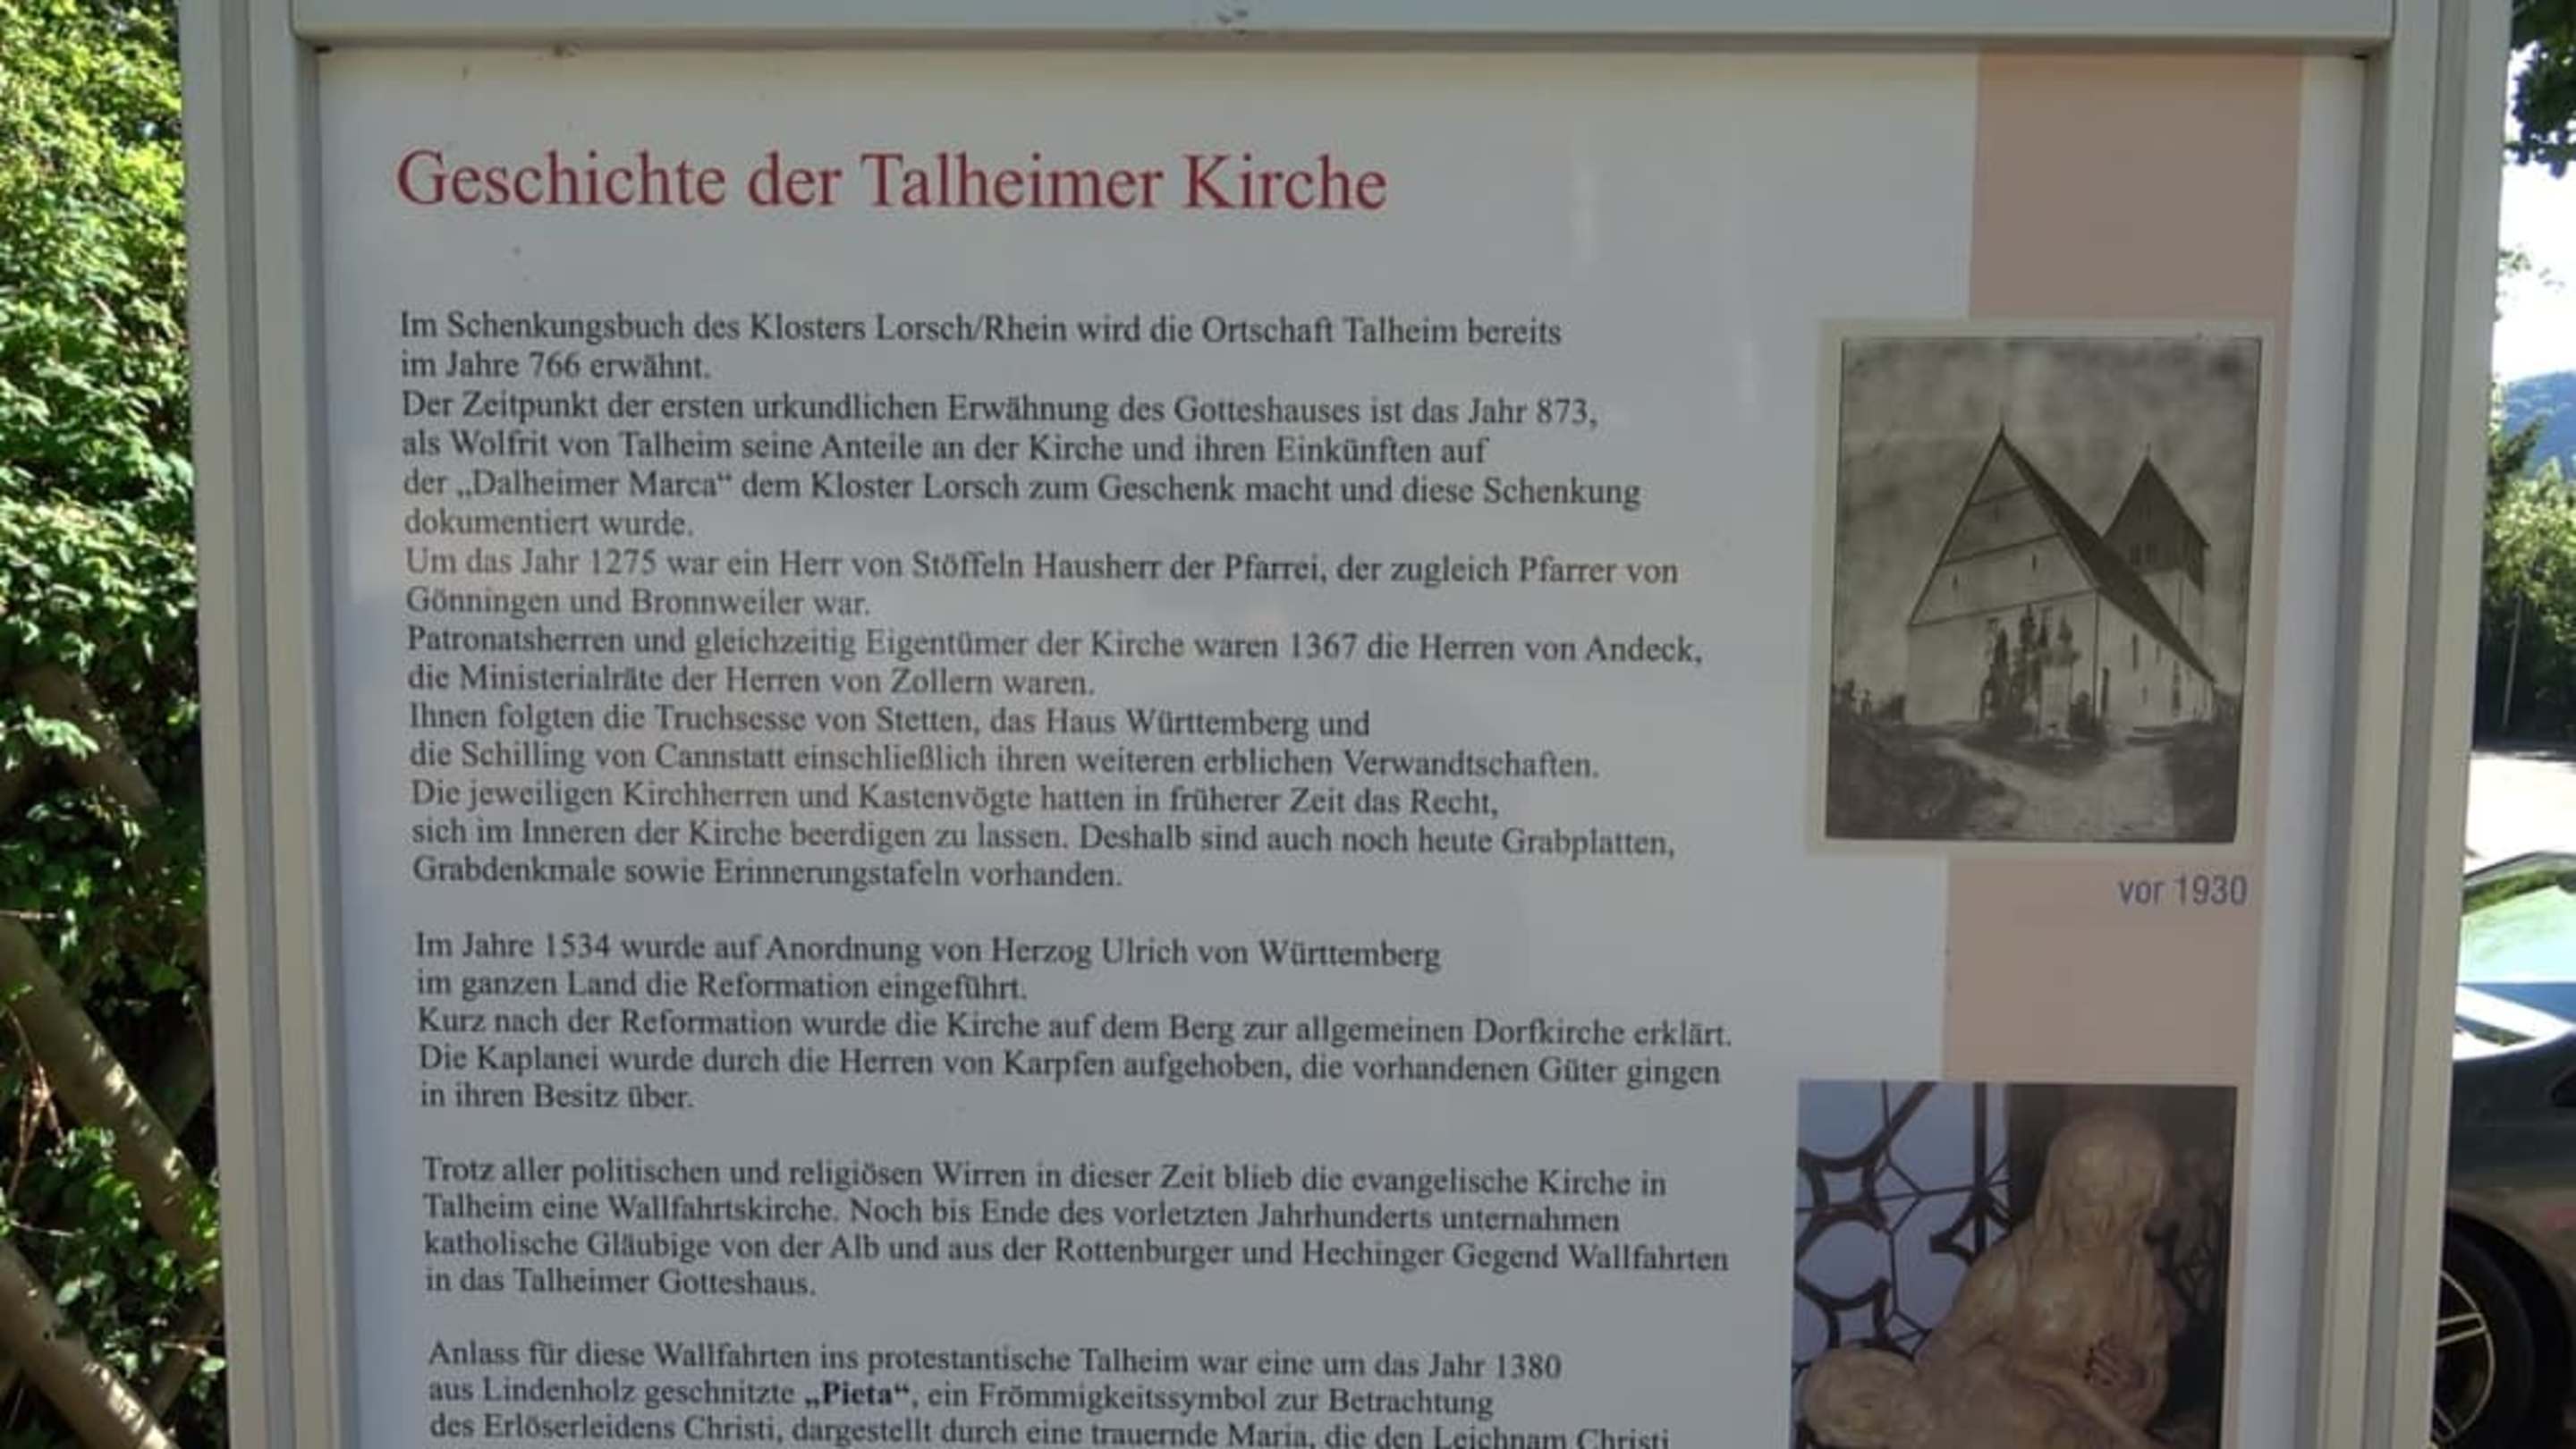 Geschichte der Talheimer Kirche
Im Schenkungsbuch des Klosters Lorsch/Rhein wird die Ortschaft Talheim bereits
im Jahre 766 erwähnt.
Der Zeitpunkt der ersten urkundlichen Erwähnung des Gotteshauses ist das Jahr 873,
als Wolfrit von Talheim seine Anteile an der Kirche und ihren Einkünften auf
der „Dalheimer Marca“ dem Kloster Lorsch zum Geschenk macht und diese Schenkung
dokumentiert wurde.
Um das Jahr 1275 war ein Herr von Stöffeln Hausherr der Pfarrei, der zugleich Pfarrer von
Gönningen und Bronnweiler war.
Patronatsherren und gleichzeitig Eigentümer der Kirche waren 1367 die Herren von Andeck,
die Ministerialräte der Herren von Zollern waren.
Ihnen folgten die Truchsesse von Stetten, das Haus Württemberg und
die Schilling von Cannstatt einschließlich ihren weiteren erblichen Verwandtschaften.
Die jeweiligen Kirchherren und Kastenvögte hatten in früherer Zeit das Recht,
sich im Inneren der Kirche beerdigen zu lassen. Deshalb sind auch noch heute Grabplatten,
Grabdenkmale sowie Erinnerungstafeln vorhanden.
vor 1930
Im Jahre 1534 wurde auf Anordnung von Herzog Ulrich von Württemberg
im ganzen Land die Reformation eingeführt.
Kurz nach der Reformation wurde die Kirche auf dem Berg zur allgemeinen Dorfkirche erklärt.
Die Kaplanei wurde durch die Herren von Karpfen aufgehoben, die vorhandenen Güter gingen
in ihren Besitz über.
Trotz aller politischen und religiösen Wirren in dieser Zeit blieb die evangelische Kirche in
Talheim eine Wallfahrtskirche. Noch bis Ende des vorletzten Jahrhunderts unternahmen
katholische Gläubige von der Alb und aus der Rottenburger und Hechinger Gegend Wallfahrten
in das Talheimer Gotteshaus.
Anlass für diese Wallfahrten ins protestantische Talheim war eine um das Jahr 1380
aus Lindenholz geschnitzte „Pieta“, ein Frömmigkeitssymbol zur Betrachtung
des Erlöserleidens Christi, dargestellt durch eine trauernde Maria, die den Leichnam Christi